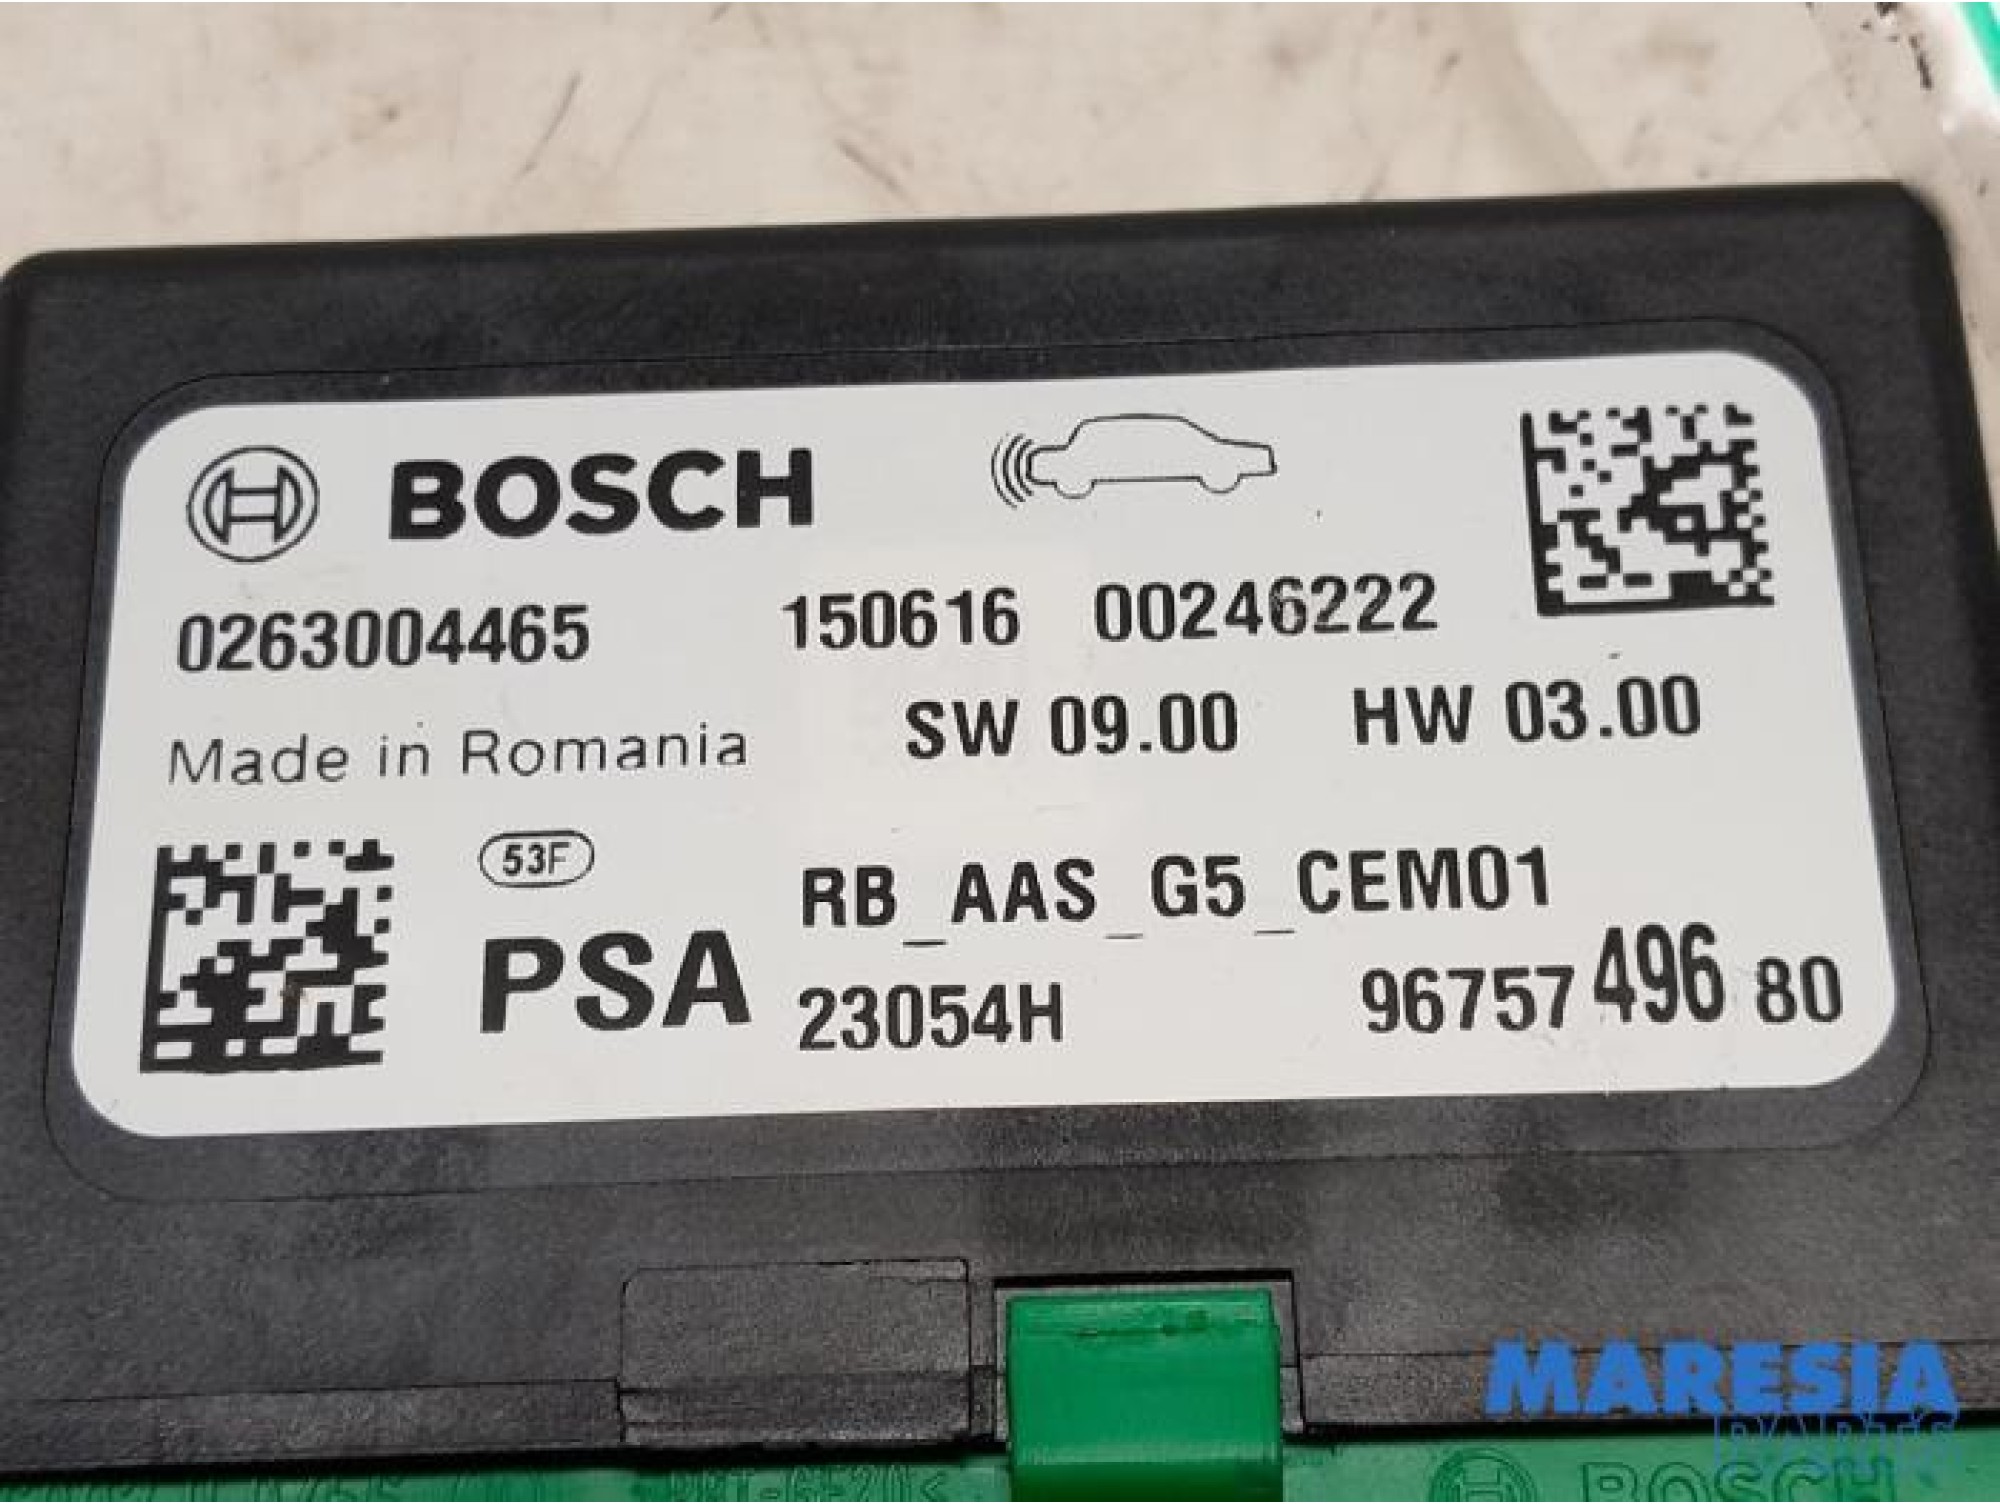 BOSCH
0263004465 150616 00246222
Made in Romania SW 09.00 HW 03.00
53F RB_AAS_G5_CEM01
PSA 23054H 96757 496 80
MARESIA
PARTS
BOSCH